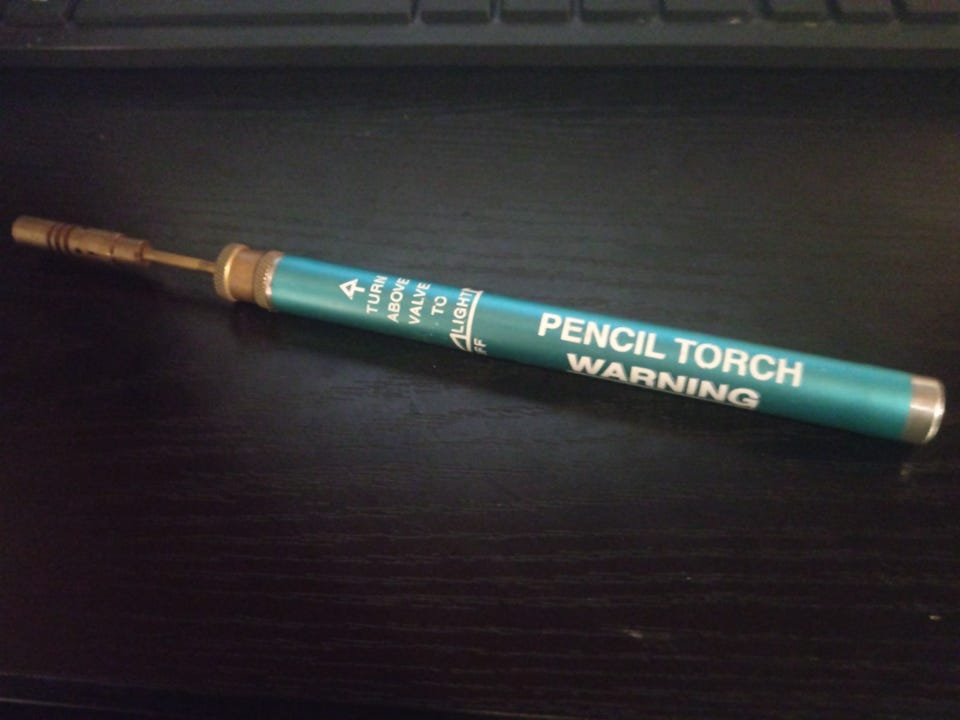 TURN
ABOVE
VALVE
TO
LIGHT
PENCIL TORCH
WARNING